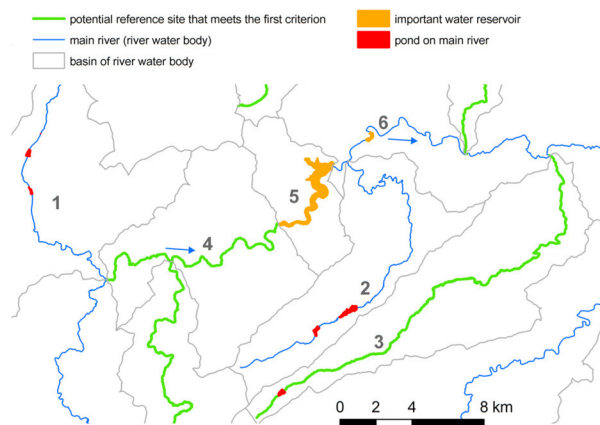 potential reference site that meets the first criterion
main river (river water body)
basin of river water body
important water reservoir
pond on main river
6
1
5
4
2
3
0 2 4 8 km